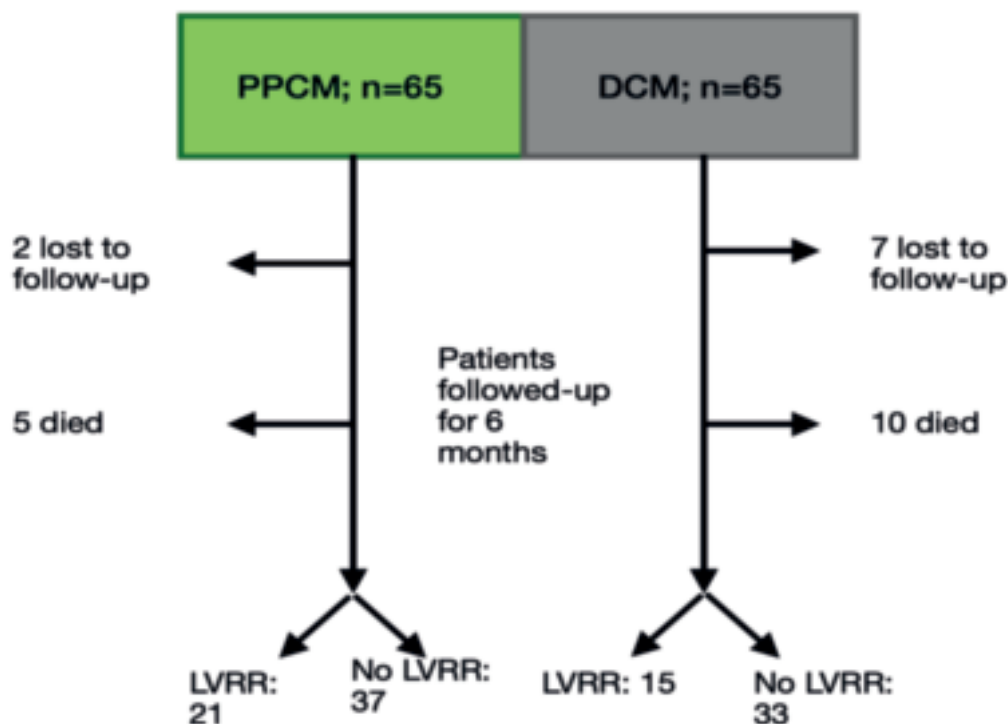 PPCM; n=65
DCM; n=65
2 lost to
follow-up
7 lost to
follow-up
Patients
followed-up
for 6
months
5 died
10 died
LVRR:
21
No LVRR:
37
LVRR: 15
No LVRR:
33